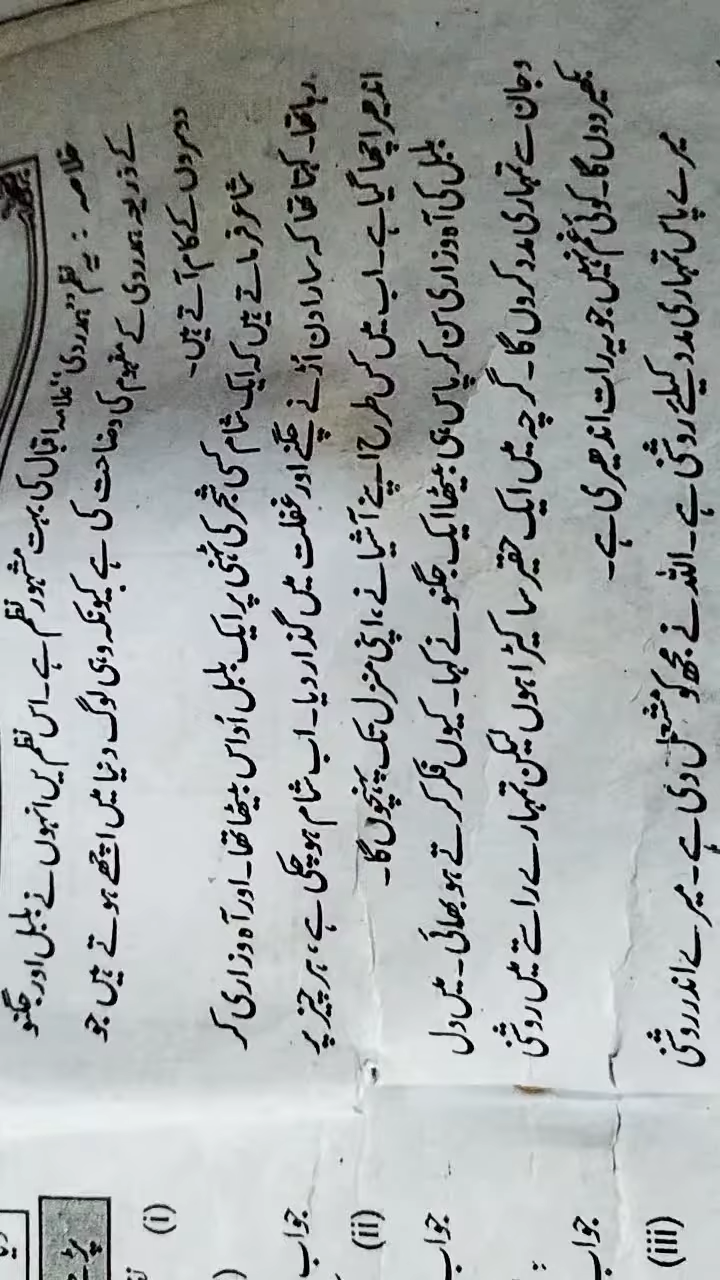 خلاصہ : یہ نظم ”ہمدردی“ علامہ اقبال کی بہت مشہور نظم ہے۔ اس نظم میں انہوں نے بلبل اور جگنو
کے ذریعہ ہمدردی کے مفہوم کی وضاحت کی ہے کیونکہ وہی لوگ دنیا میں اچھے ہوتے ہیں جو
دوسروں کے کام آتے ہیں۔
شاعر فرماتے ہیں کہ ایک شام کسی شجر کی ٹہنی پر ایک بلبل اُداس بیٹھا تھا۔ اور آہ وزاری کر
رہا تھا۔ کہتا تھا کہ سارا دن اڑنے چگنے اور غفلت میں گذار دیا۔ اب شام ہو چکی ہے، ہر چیز پر
اندھیرا چھا گیا ہے۔ اب میں کس طرح اپنے آشیانے، اپنی منزل تک پہنچوں گا۔
بلبل کی آہ وزاری سن کر پاس ہی بیٹھا ایک جگنو نے کہا۔ کیوں فکر کرتے ہو بھائی۔ میں دل
و جان سے تمہاری مدد کروں گا۔ گرچہ میں ایک حقیر سا کیڑا ہوں لیکن تمہارے راستے میں روشنی
بکھیر دوں گا۔ کوئی غم نہیں جو یہ رات اندھیری ہے۔
میرے پاس تمہاری مدد کیلئے روشنی ہے۔ اللہ نے مجھ کو مشعل دی ہے۔ میرے اندر روشنی
(i)
جواب
(ii)
جواب
جواب
(iii)